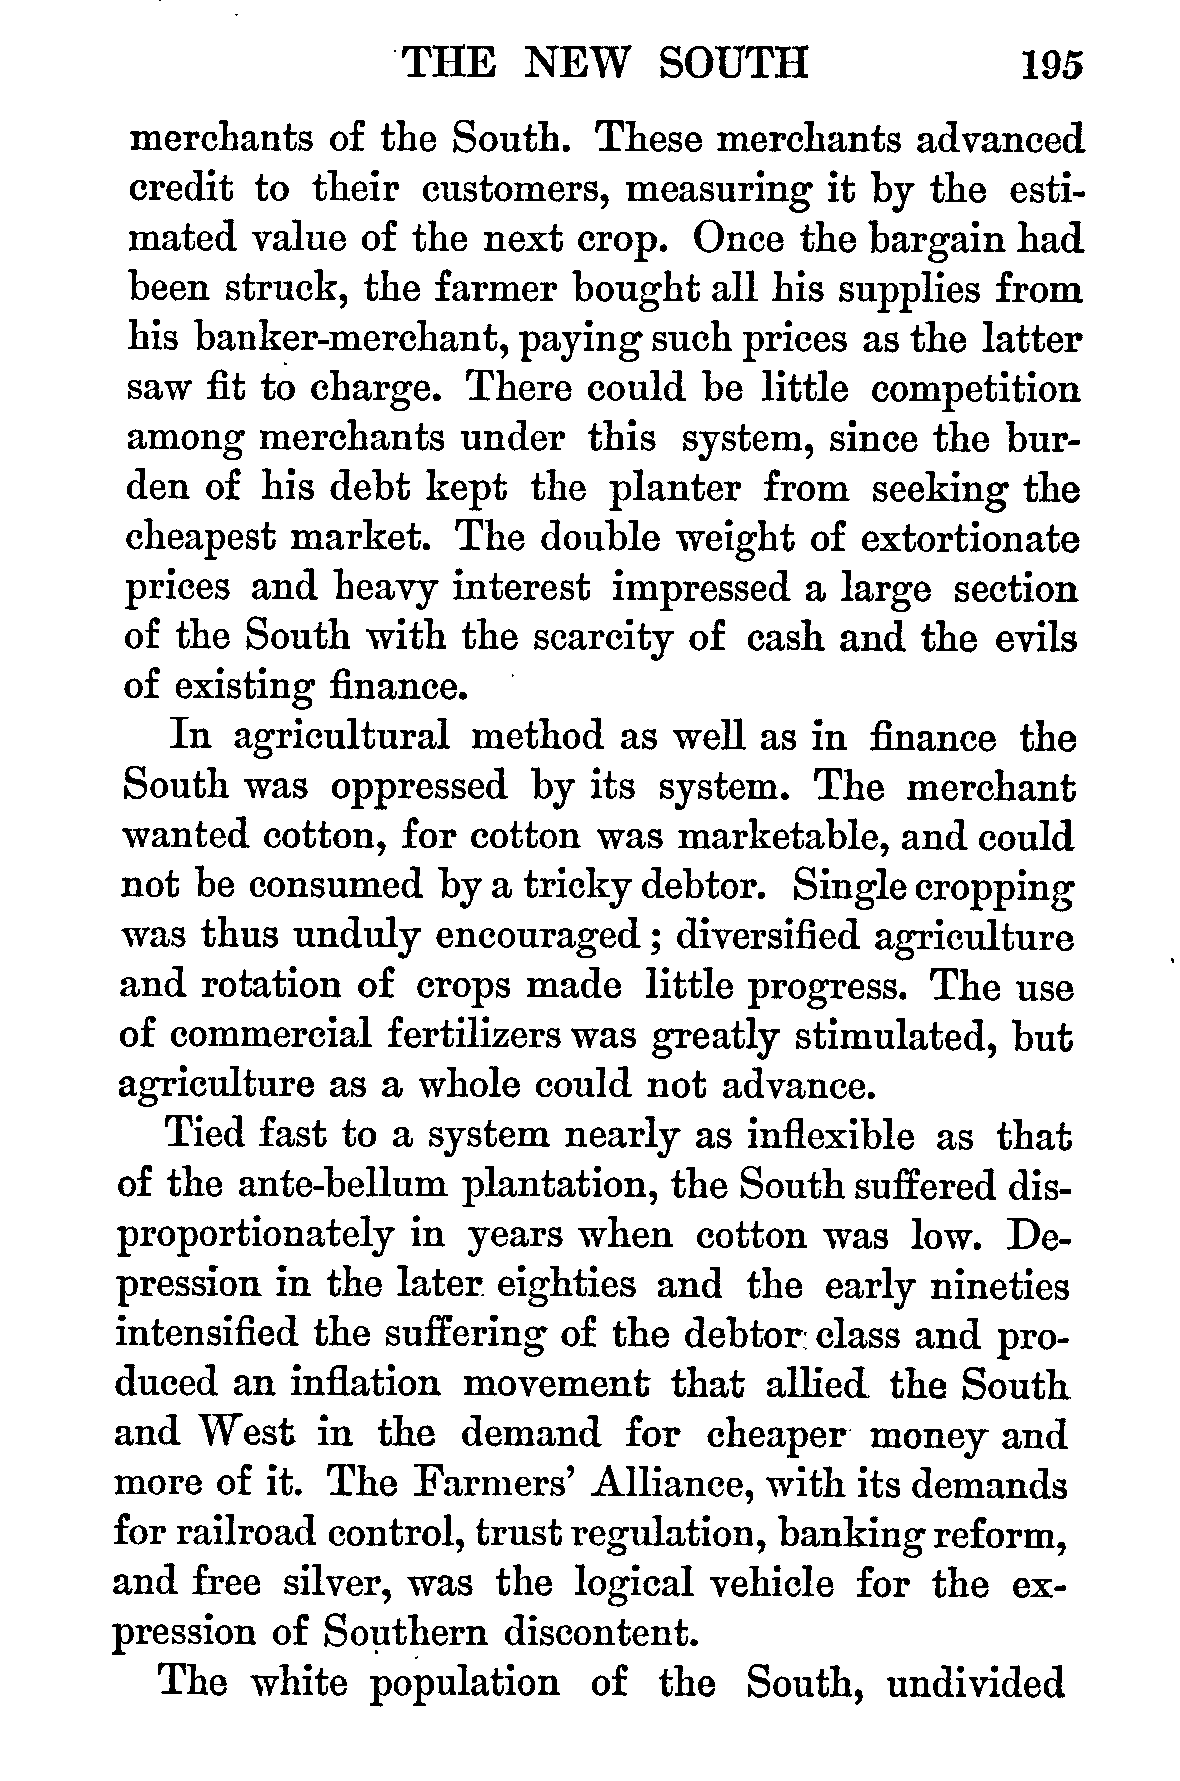 THE NEW SOUTH 195
merchants of the South. These merchants advanced
credit to their customers, measuring it by the esti-
mated value of the next crop. Once the bargain had
been struck, the farmer bought all his supplies from
his banker-merchant, paying such prices as the latter
saw fit to charge. There could be little competition
among merchants under this system, since the bur-
den of his debt kept the planter from seeking the
cheapest market. The double weight of extortionate
prices and heavy interest impressed a large section
of the South with the scarcity of cash and the evils
of existing finance.
In agricultural method as well as in finance the
South was oppressed by its system. The merchant
wanted cotton, for cotton was marketable, and could
not be consumed by a tricky debtor. Single cropping
was thus unduly encouraged; diversified agriculture
and rotation of crops made little progress. The use
of commercial fertilizers was greatly stimulated, but
agriculture as a whole could not advance.
Tied fast to a system nearly as inflexible as that
of the ante-bellum plantation, the South suffered dis-
proportionately in years when cotton was low. De-
pression in the later eighties and the early nineties
intensified the suffering of the debtor class and pro-
duced an inflation movement that allied the South
and West in the demand for cheaper money and
more of it. The Farmers' Alliance, with its demands
for railroad control, trust regulation, banking reform,
and free silver, was the logical vehicle for the ex-
pression of Southern discontent.
The white population of the South, undivided